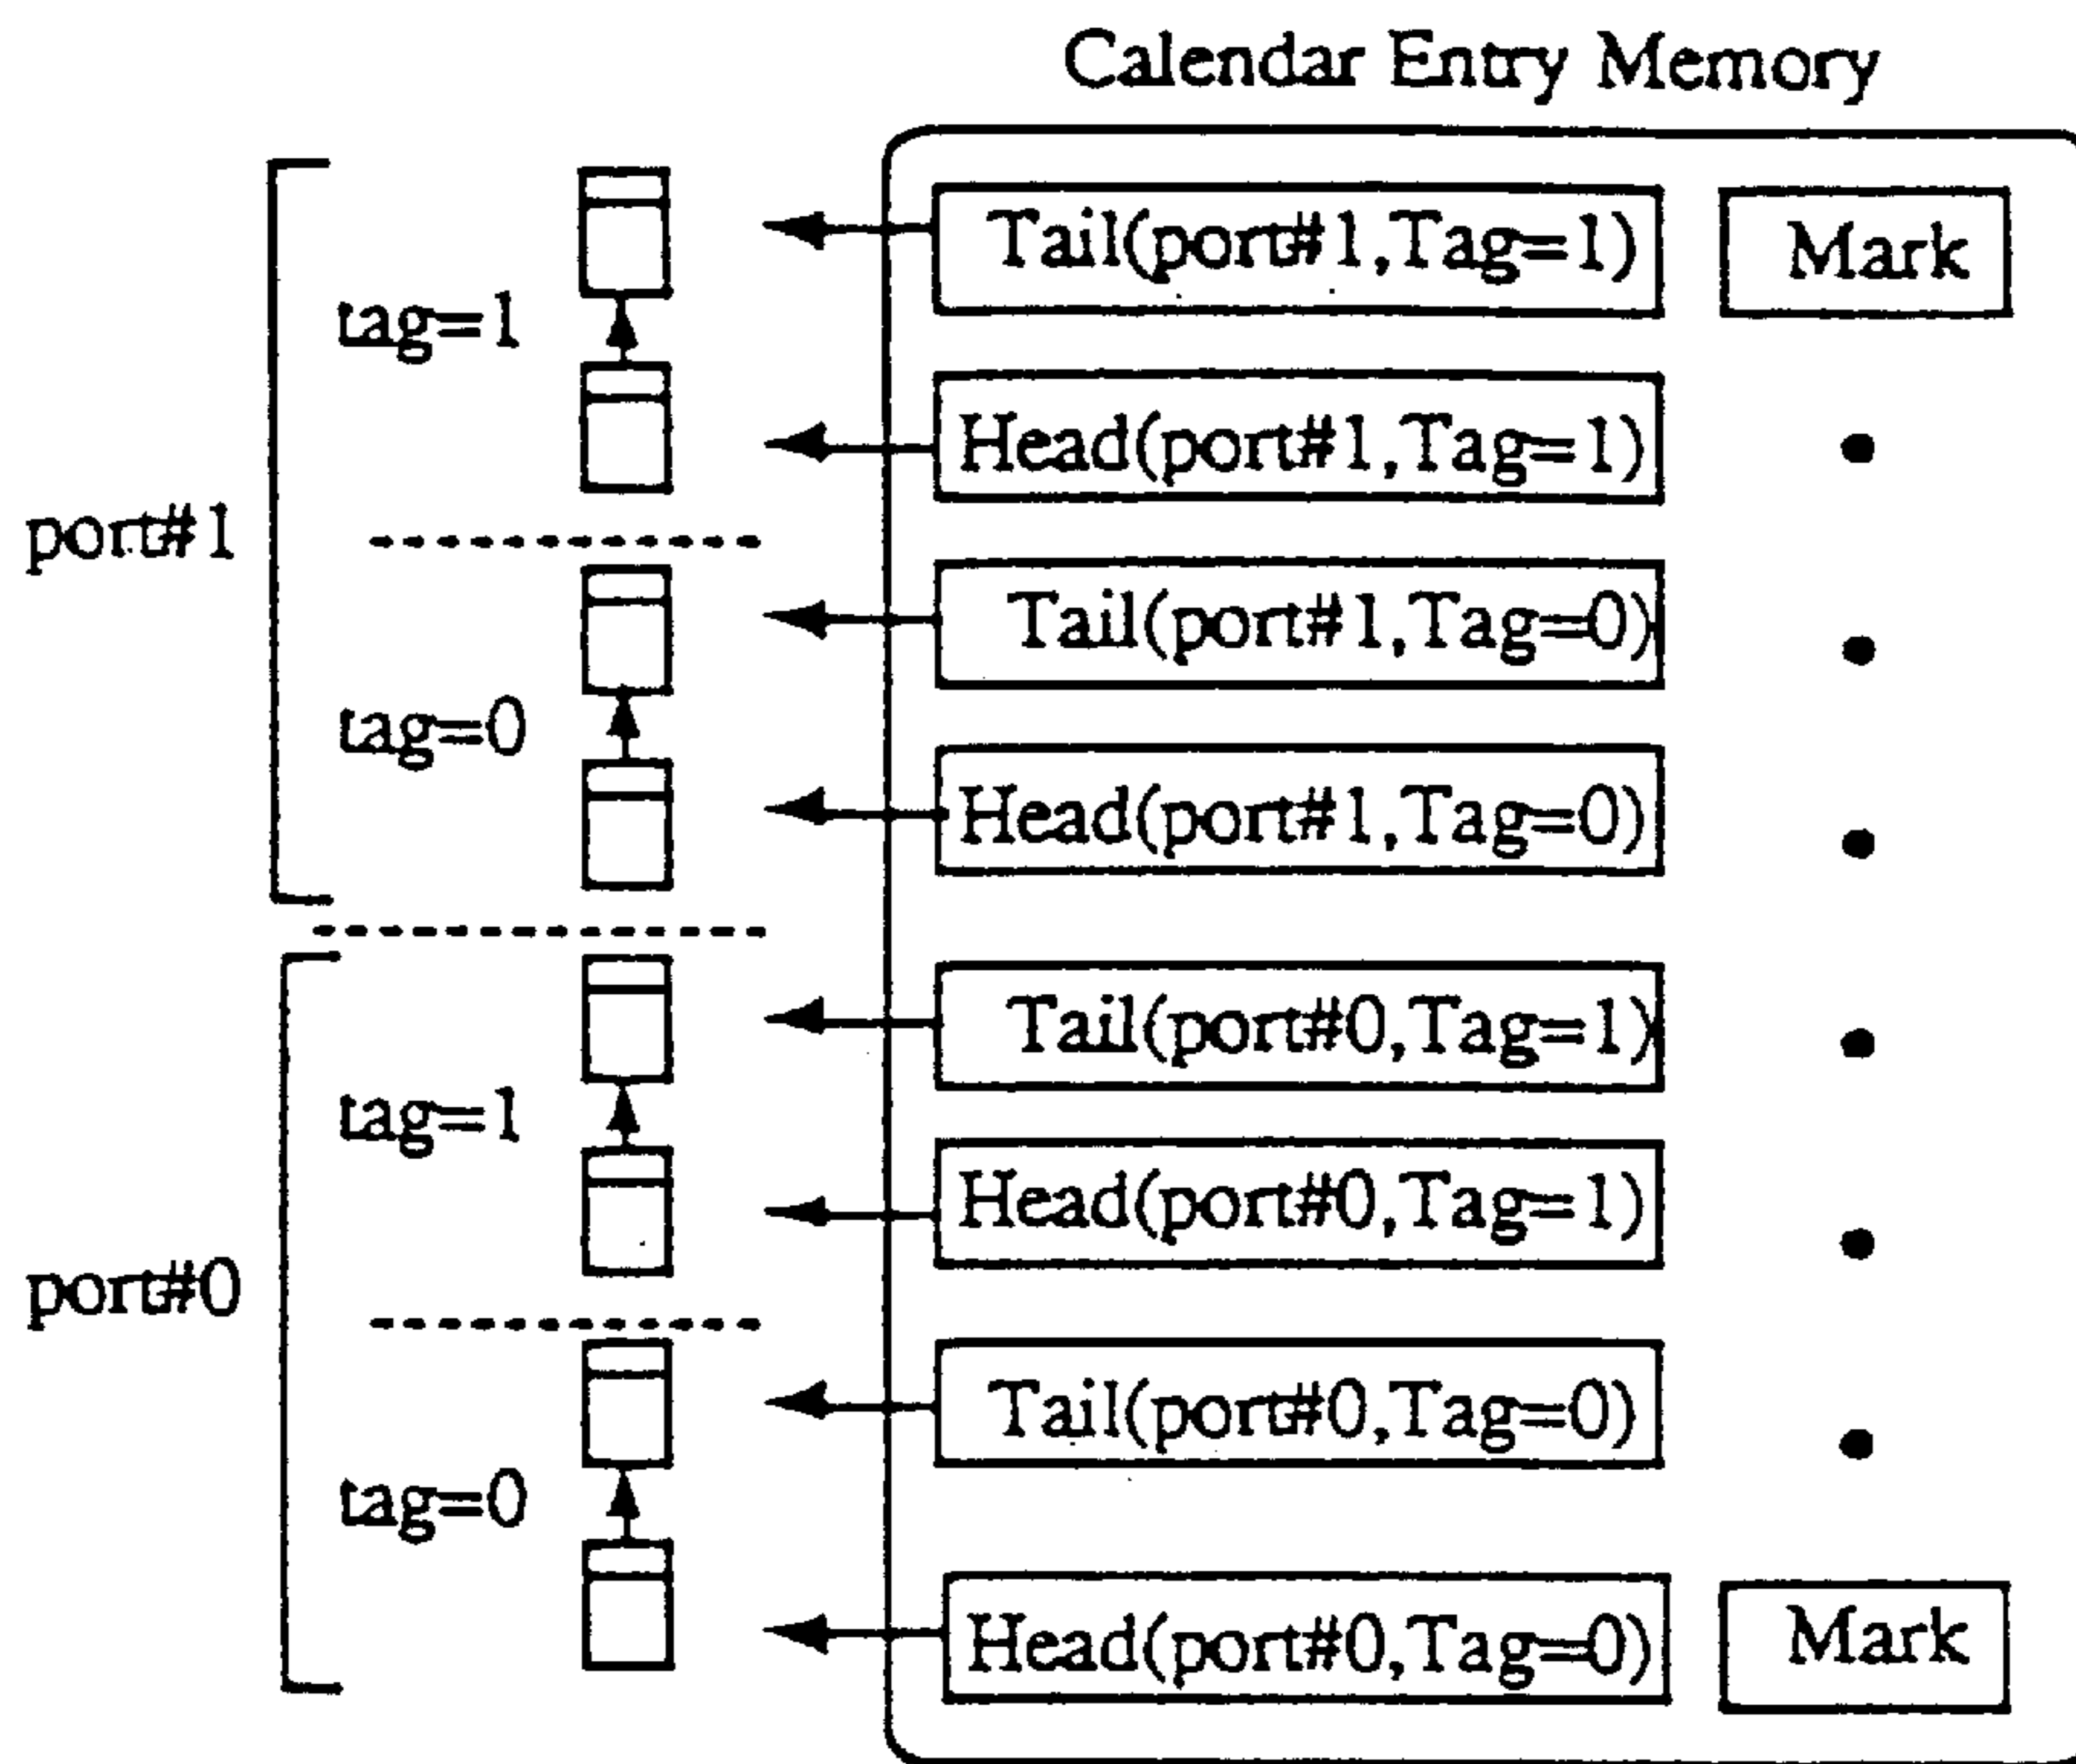 Calendar Entry Memory
Tail(port#1,Tag=1) Mark
tag=1
Head(port#1,Tag=1)
port#1
Tail(port#1,Tag=0)
tag=0
Head(port#1,Tag=0)
Tail(port#0,Tag=1)
tag=1
Head(port#0,Tag=1)
port#0
Tail(port#0,Tag=0)
tag=0
Head(port#0,Tag=0) Mark